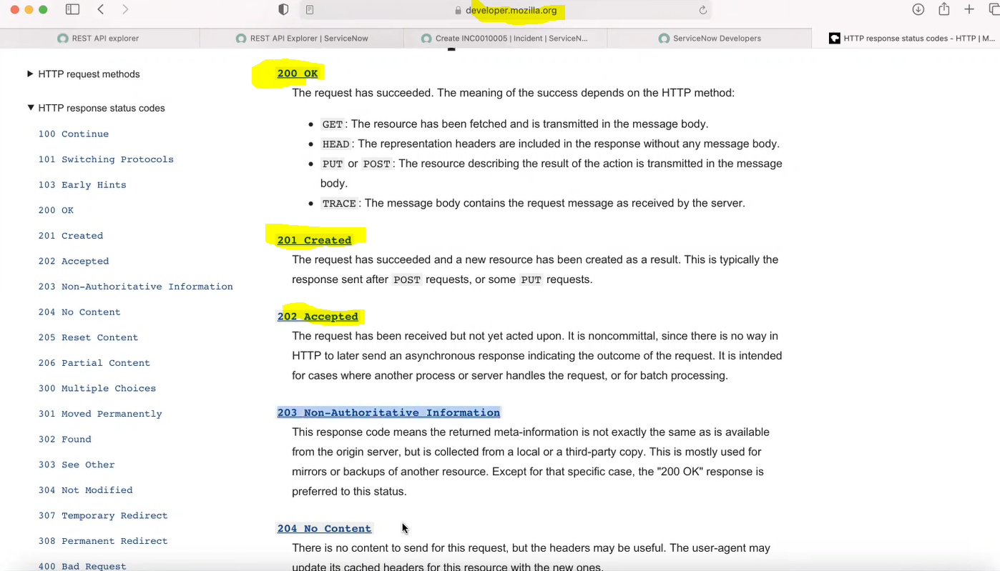 developer.mozilla.org
REST API explorer
REST API Explorer | ServiceNow
Create INC0010005 | Incident | ServiceN...
ServiceNow Developers
HTTP response status codes - HTTP | M...
HTTP request methods
HTTP response status codes
100 Continue
101 Switching Protocols
103 Early Hints
200 OK
201 Created
202 Accepted
203 Non-Authoritative Information
204 No Content
205 Reset Content
206 Partial Content
300 Multiple Choices
301 Moved Permanently
302 Found
303 See Other
304 Not Modified
307 Temporary Redirect
308 Permanent Redirect
400 Bad Request
200 OK
The request has succeeded. The meaning of the success depends on the HTTP method:
• GET: The resource has been fetched and is transmitted in the message body.
• HEAD: The representation headers are included in the response without any message body.
• PUT or POST: The resource describing the result of the action is transmitted in the message
body.
• TRACE: The message body contains the request message as received by the server.
201 Created
The request has succeeded and a new resource has been created as a result. This is typically the
response sent after POST requests, or some PUT requests.
202 Accepted
The request has been received but not yet acted upon. It is noncommittal, since there is no way in
HTTP to later send an asynchronous response indicating the outcome of the request. It is intended
for cases where another process or server handles the request, or for batch processing.
203 Non-Authoritative Information
This response code means the returned meta-information is not exactly the same as is available
from the origin server, but is collected from a local or a third-party copy. This is mostly used for
mirrors or backups of another resource. Except for that specific case, the "200 OK" response is
preferred to this status.
204 No Content
There is no content to send for this request, but the headers may be useful. The user-agent may
update its cached headers for this resource with the new ones.